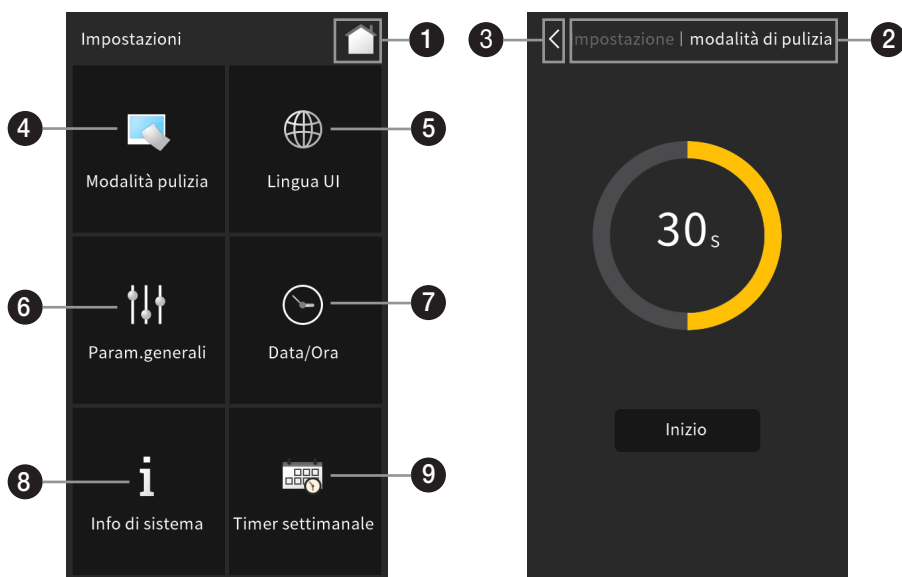 Impostazioni
1
4
5
Modalità pulizia
Lingua UI
6
7
Param.generali
Data/Ora
8
9
Info di sistema
Timer settimanale
3
mpostazione | modalità di pulizia
2
30 s
Inizio